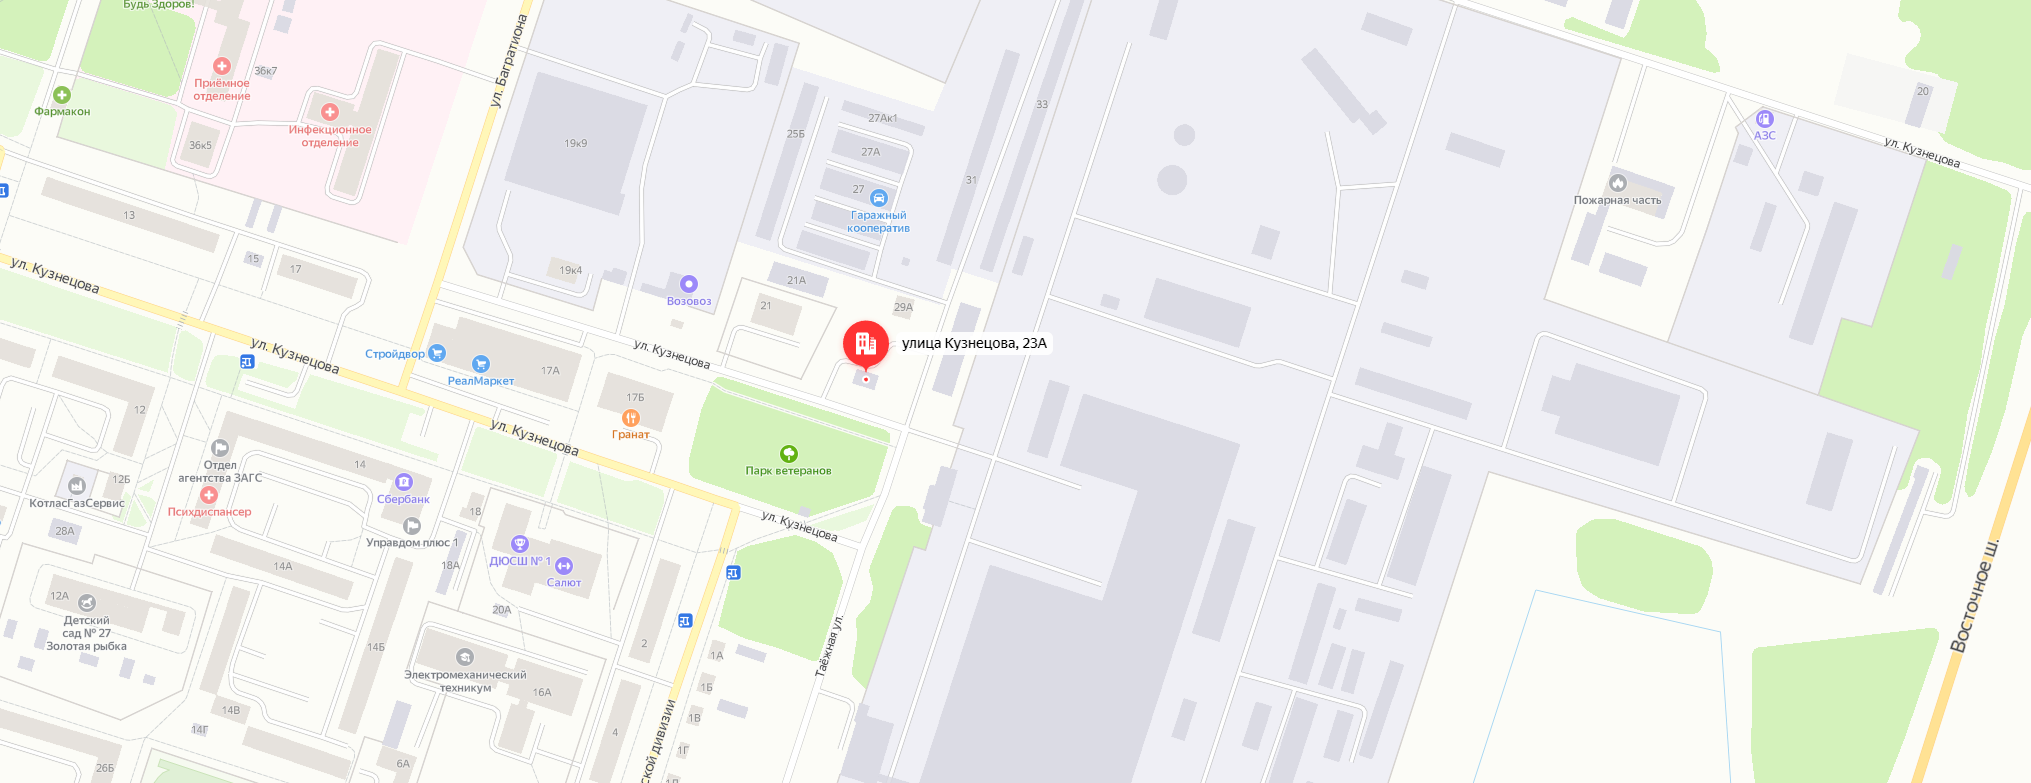 Будь Здоров!
36к7
Приёмное
отделение
Фармакон
Инфекционное
отделение
36к5
ул. Багратиона
19к9
25Б
27Ак1
27А
27
Гаражный
кооператив
31
33
20
АЗС
ул. Кузнецова
Пожарная часть
13
15
17
ул. Кузнецова
19к4
Возовоз
21А
21
29А
улица Кузнецова, 23А
ул. Кузнецова
ул. Кузнецова
Стройдвор
РеалМаркет
17А
17Б
Гранат
ул. Кузнецова
Парк ветеранов
12
14
Отдел
агентства ЗАГС
12Б
КотласГазСервис
Сбербанк
Психдиспансер
18
28А
Управдом плюс 1
ул. Кузнецова
ДЮСШ № 1
Салют
14А
18А
12А
Детский
сад № 27
Золотая рыбка
20А
2
14Б
1А
Таёжная ул.
Электромеханический
техникум
16А
1Б
14В
14Г
1В
4
1Г
ской дивизии
26Б
6А
Восточное ш.